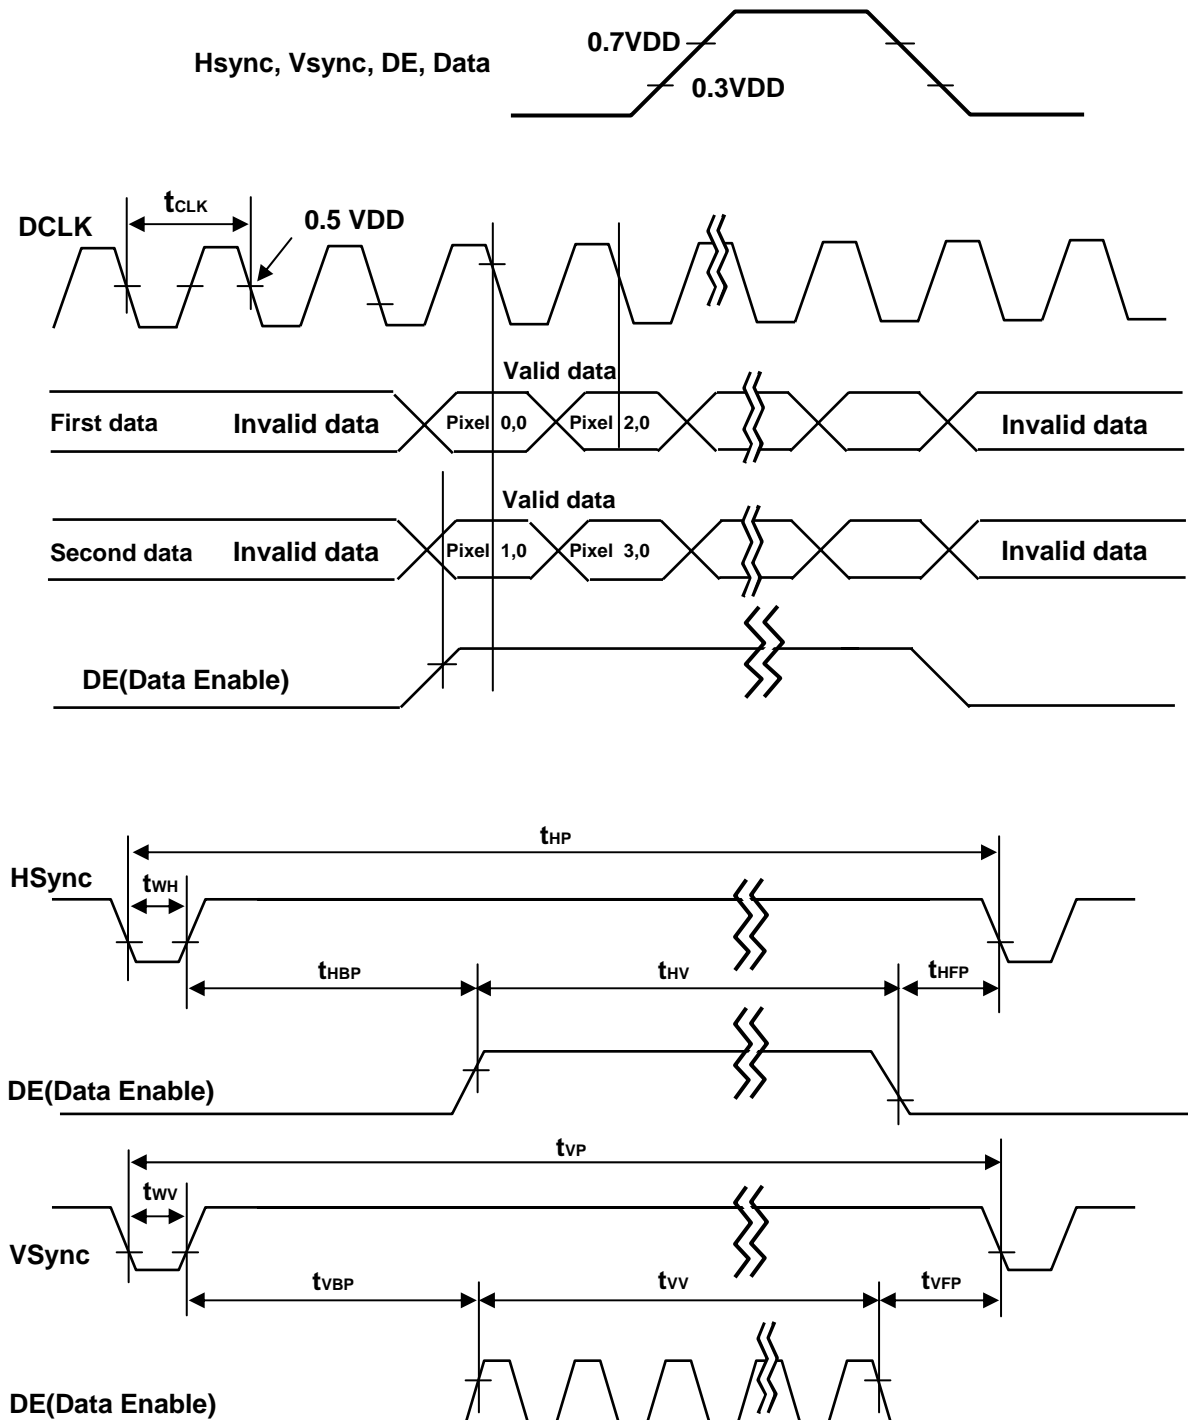 Hsync, Vsync, DE, Data
0.7VDD
0.3VDD
tCLK
DCLK
0.5 VDD
Valid data
First data
Invalid data
Pixel 0,0
Pixel 2,0
Invalid data
Valid data
Second data
Invalid data
Pixel 1,0
Pixel 3,0
Invalid data
DE(Data Enable)
tHP
HSync
tWH
tHBP
tHV
tHFP
DE(Data Enable)
tVP
tWV
VSync
tVBP
tVV
tVFP
DE(Data Enable)